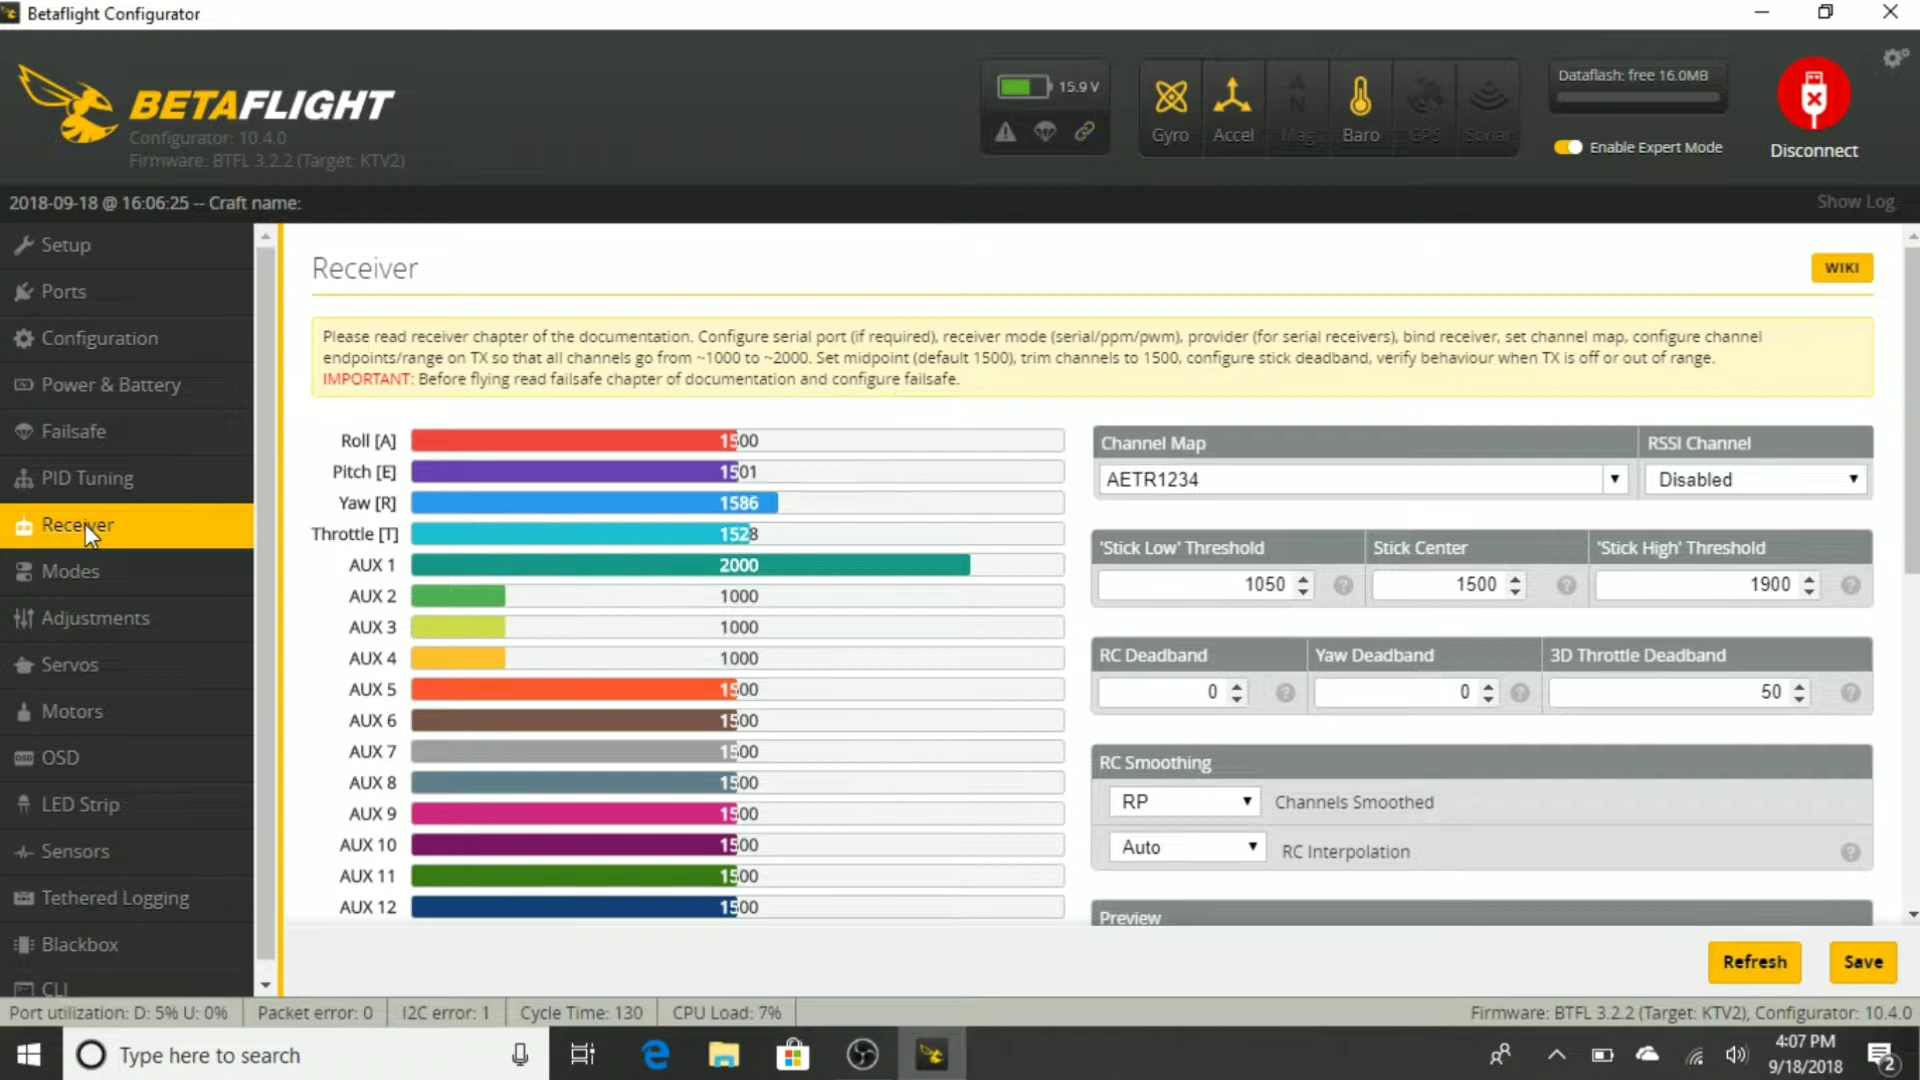 Betaflight Configurator
BETAFLIGHT
Configurator: 10.4.0
Firmware: BTFL 3.2.2 (Target: KTV2)
15.9 V
Gyro
Accel
Mag
Baro
GPS
Sonar
Dataflash: free 16.0MB
Enable Expert Mode
Disconnect
2018-09-18 @ 16:06:25 -- Craft name:
Show Log
Setup
Ports
Configuration
Power & Battery
Failsafe
PID Tuning
Receiver
Modes
Adjustments
Servos
Motors
OSD
LED Strip
Sensors
Tethered Logging
Blackbox
CLI
Receiver
WIKI
Please read receiver chapter of the documentation. Configure serial port (if required), receiver mode (serial/ppm/pwm), provider (for serial receivers), bind receiver, set channel map, configure channel
endpoints/range on TX so that all channels go from ~1000 to ~2000. Set midpoint (default 1500), trim channels to 1500, configure stick deadband, verify behaviour when TX is off or out of range.
IMPORTANT: Before flying read failsafe chapter of documentation and configure failsafe.
Roll [A] 1500
Pitch [E] 1501
Yaw [R] 1586
Throttle [T] 1528
AUX 1 2000
AUX 2 1000
AUX 3 1000
AUX 4 1000
AUX 5 1500
AUX 6 1500
AUX 7 1500
AUX 8 1500
AUX 9 1500
AUX 10 1500
AUX 11 1500
AUX 12 1500
Channel Map RSSI Channel
AETR1234 Disabled
'Stick Low' Threshold Stick Center 'Stick High' Threshold
1050 1500 1900
RC Deadband Yaw Deadband 3D Throttle Deadband
0 0 50
RC Smoothing
RP Channels Smoothed
Auto RC Interpolation
Preview
Refresh Save
Port utilization: D: 5% U: 0% Packet error: 0 I2C error: 1 Cycle Time: 130 CPU Load: 7% Firmware: BTFL 3.2.2 (Target: KTV2), Configurator: 10.4.0
Type here to search
4:07 PM
9/18/2018
2